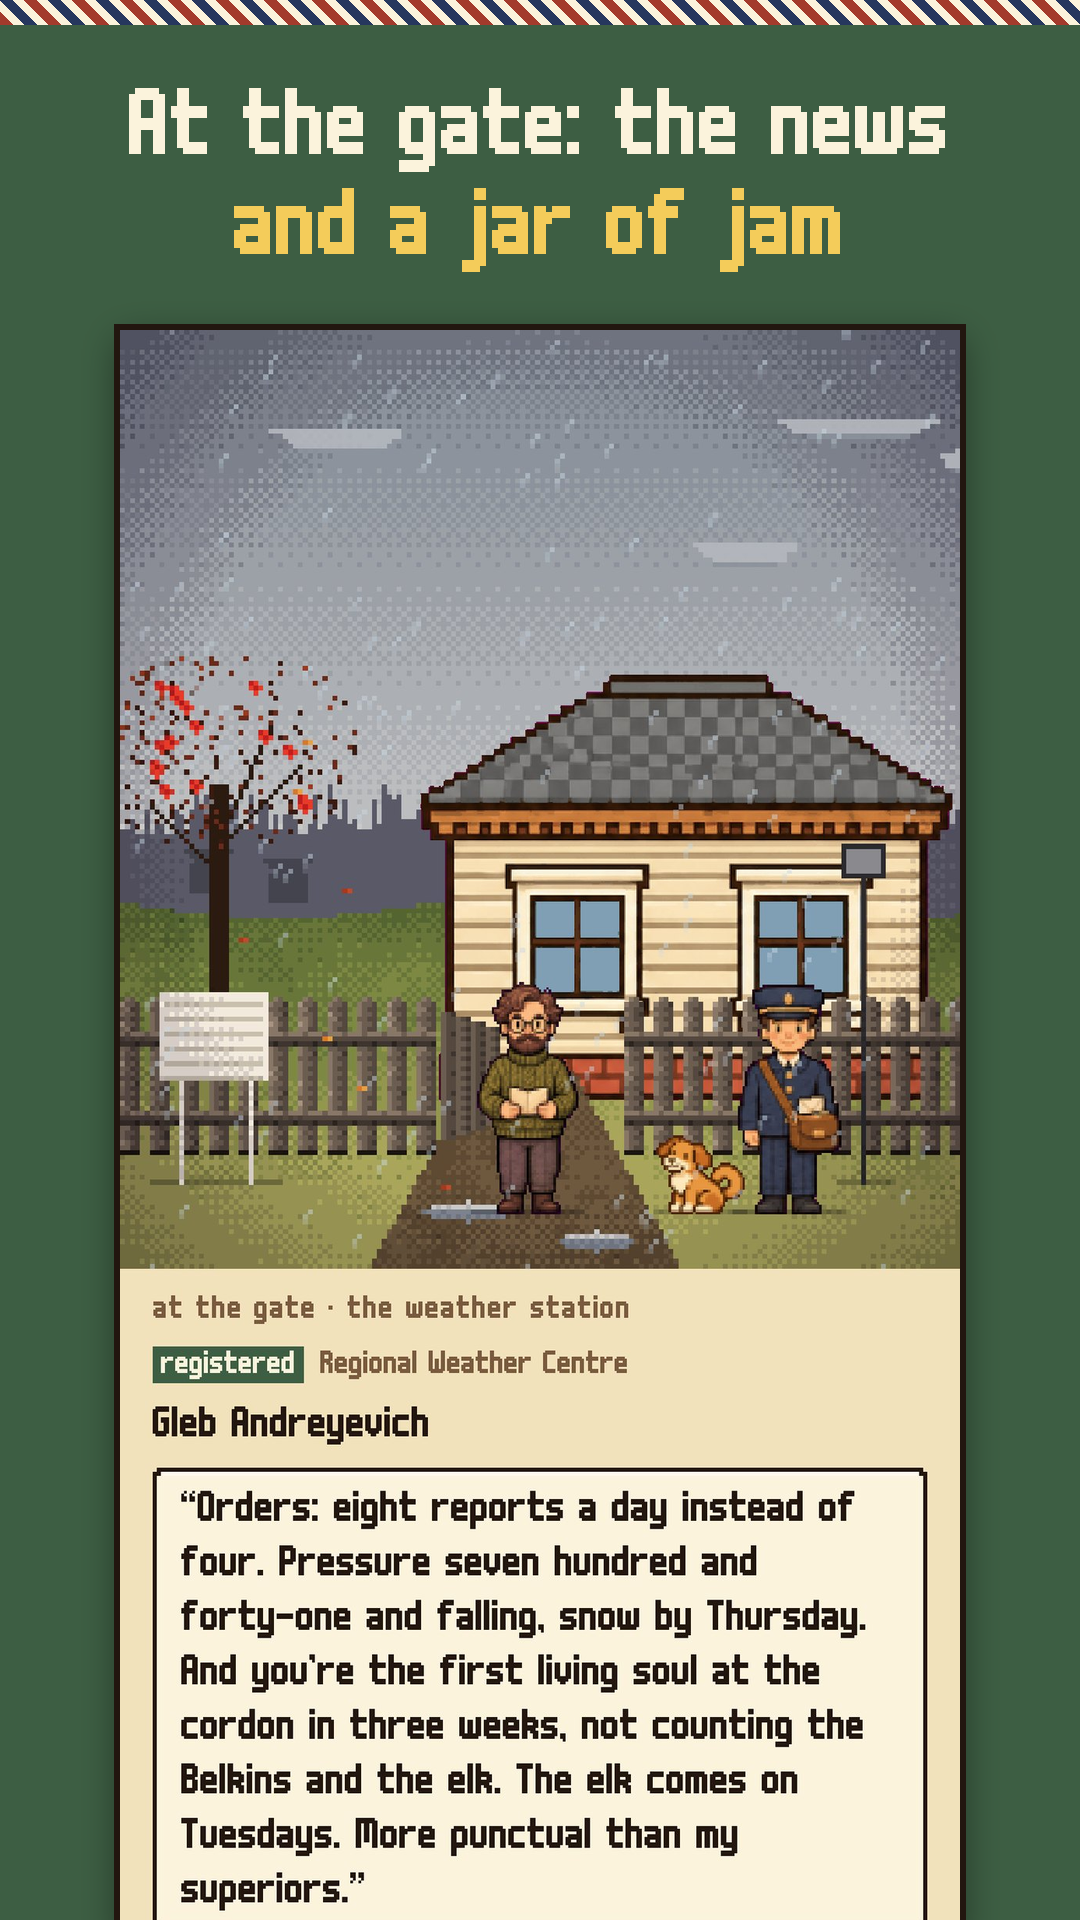 At the gate: the news
and a jar of jam
at the gate · the weather station
registered Regional Weather Centre
Gleb Andreyevich
“Orders: eight reports a day instead of
four. Pressure seven hundred and
forty-one and falling, snow by Thursday.
And you’re the first living soul at the
cordon in three weeks, not counting the
Belkins and the elk. The elk comes on
Tuesdays. More punctual than my
superiors.”